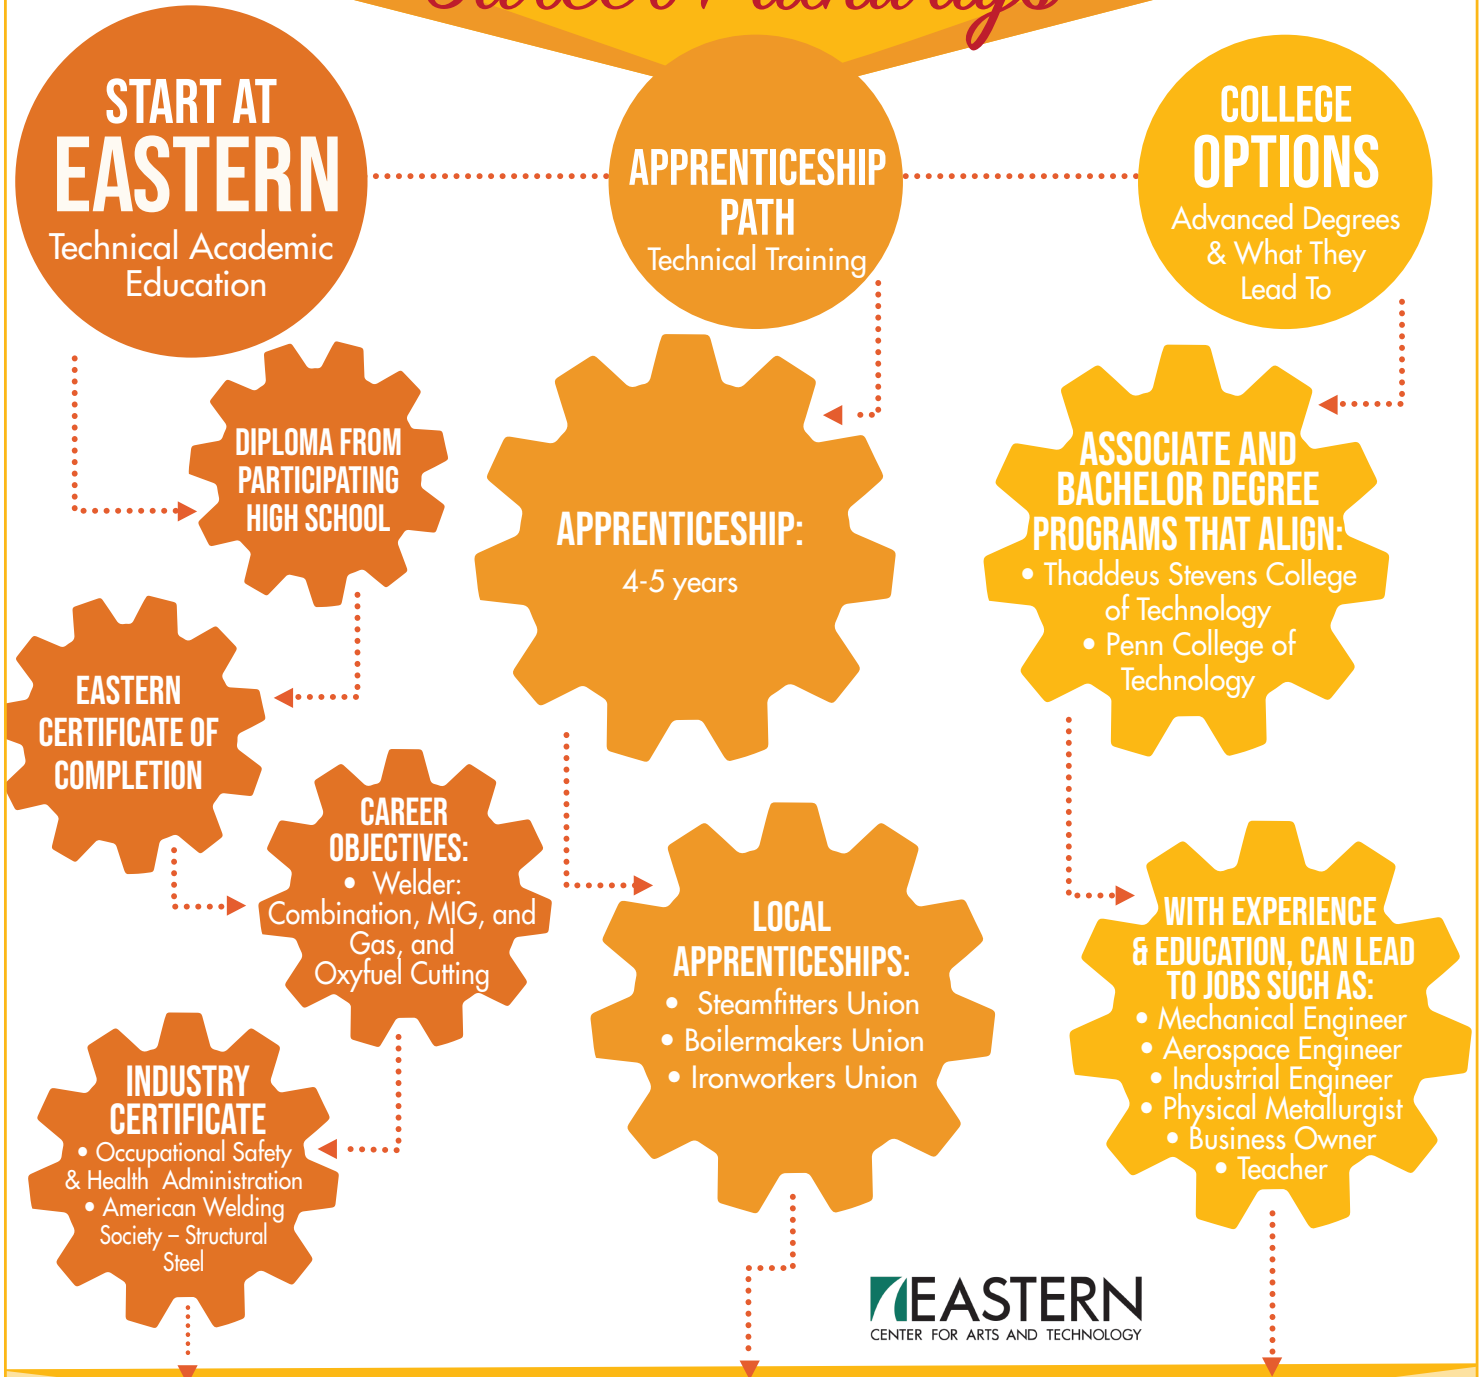 START AT
EASTERN
Technical Academic
Education
APPRENTICESHIP
PATH
Technical Training
COLLEGE
OPTIONS
Advanced Degrees
& What They
Lead To
DIPLOMA FROM
PARTICIPATING
HIGH SCHOOL
EASTERN
CERTIFICATE OF
COMPLETION
CAREER
OBJECTIVES:
• Welder:
Combination, MIG, and
Gas, and
Oxyfuel Cutting
INDUSTRY
CERTIFICATE
• Occupational Safety
& Health Administration
• American Welding
Society – Structural
Steel
APPRENTICESHIP:
4-5 years
LOCAL
APPRENTICESHIPS:
• Steamfitters Union
• Boilermakers Union
• Ironworkers Union
ASSOCIATE AND
BACHELOR DEGREE
PROGRAMS THAT ALIGN:
• Thaddeus Stevens College
of Technology
• Penn College of
Technology
WITH EXPERIENCE
& EDUCATION, CAN LEAD
TO JOBS SUCH AS:
• Mechanical Engineer
• Aerospace Engineer
• Industrial Engineer
• Physical Metallurgist
• Business Owner
• Teacher
EASTERN
CENTER FOR ARTS AND TECHNOLOGY